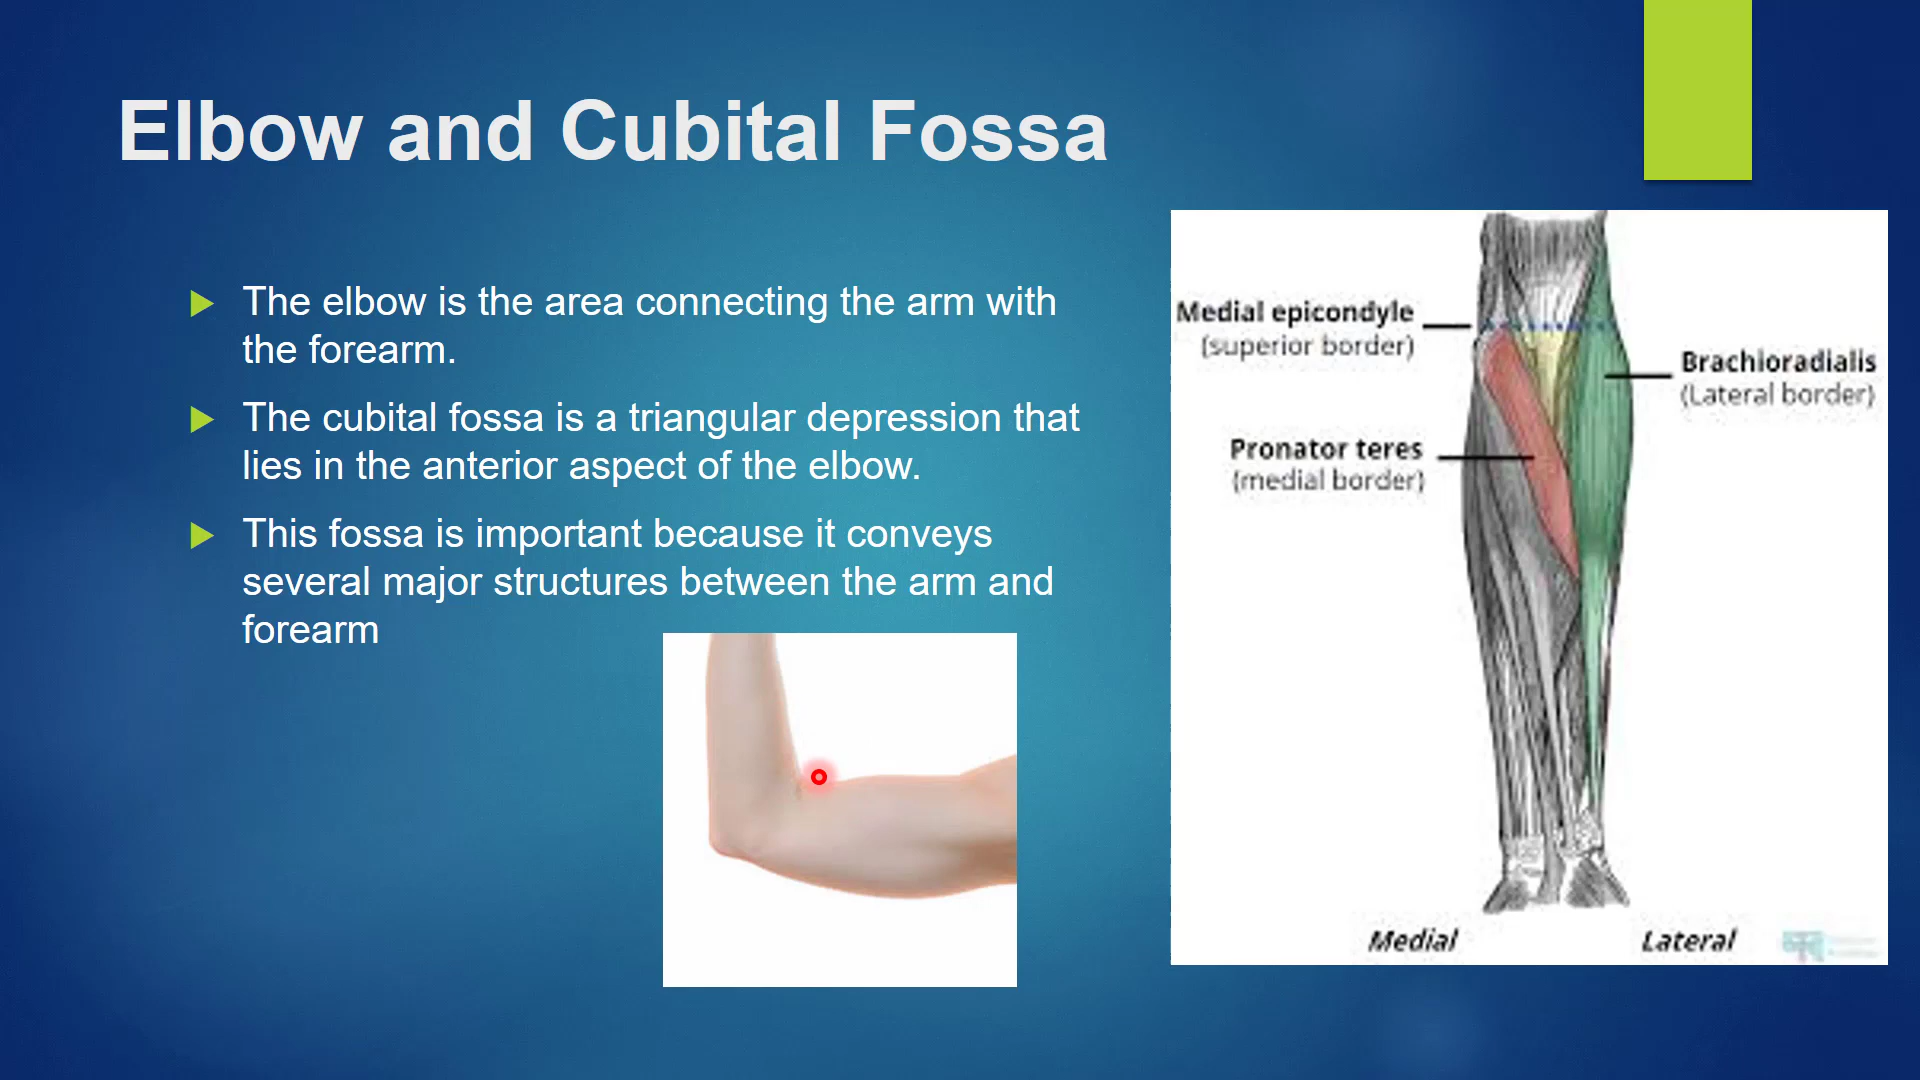 Elbow and Cubital Fossa
The elbow is the area connecting the arm with
the forearm.
The cubital fossa is a triangular depression that
lies in the anterior aspect of the elbow.
This fossa is important because it conveys
several major structures between the arm and
forearm
Medial epicondyle
(superior border)
Brachioradialis
(Lateral border)
Pronator teres
(medial border)
Medial
Lateral